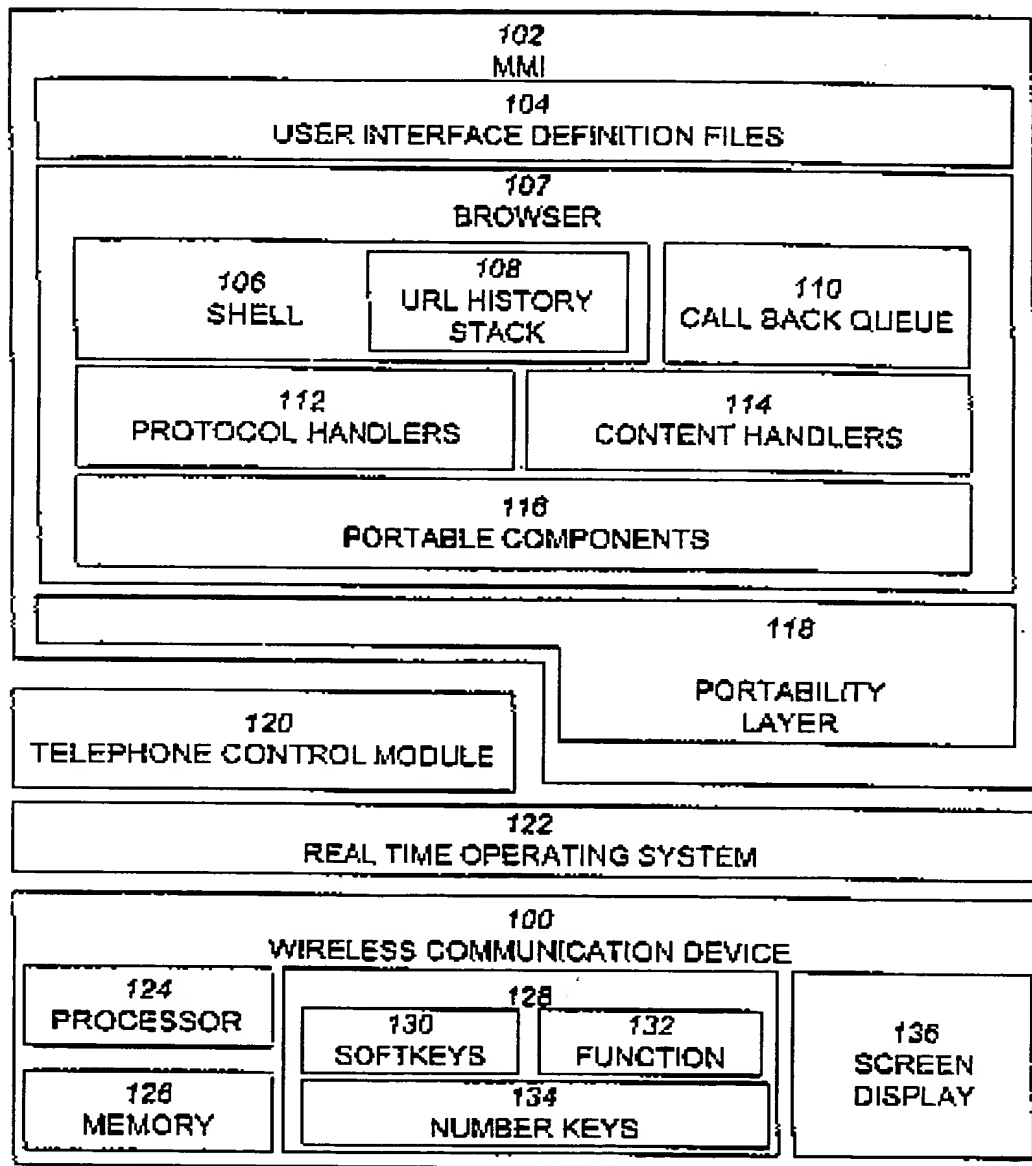 102
MMI
104
USER INTERFACE DEFINITION FILES
107
BROWSER
106
SHELL
108
URL HISTORY
STACK
110
CALL BACK QUEUE
112
PROTOCOL HANDLERS
114
CONTENT HANDLERS
116
PORTABLE COMPONENTS
118
PORTABILITY
LAYER
120
TELEPHONE CONTROL MODULE
122
REAL TIME OPERATING SYSTEM
100
WIRELESS COMMUNICATION DEVICE
124
PROCESSOR
126
MEMORY
128
130
SOFTKEYS
132
FUNCTION
134
NUMBER KEYS
136
SCREEN
DISPLAY